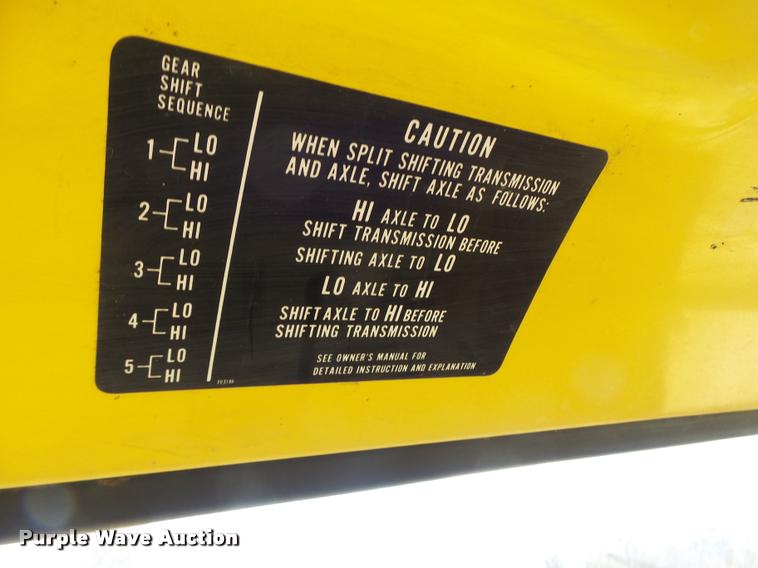 GEAR
SHIFT
SEQUENCE
1 LO
HI
2 LO
HI
3 LO
HI
4 LO
HI
5 LO
HI
CAUTION
WHEN SPLIT SHIFTING TRANSMISSION
AND AXLE, SHIFT AXLE AS FOLLOWS:
HI AXLE TO LO
SHIFT TRANSMISSION BEFORE
SHIFTING AXLE TO LO
LO AXLE TO HI
SHIFT AXLE TO HI BEFORE
SHIFTING TRANSMISSION
SEE OWNER'S MANUAL FOR
DETAILED INSTRUCTION AND EXPLANATION
Purple Wave Auction